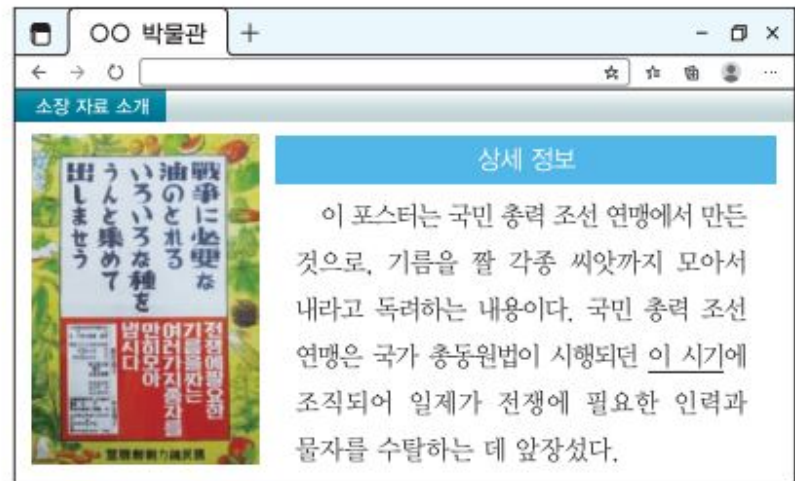 ○○ 박물관
소장 자료 소개
戰爭に必要な
油のとれる
いろいろな種を
うんと集めて
出しませう
전쟁에필요한
기름을짜는
여러가지종자를
만히모아
냅시다
상세 정보
이 포스터는 국민 총력 조선 연맹에서 만든
것으로, 기름을 짤 각종 씨앗까지 모아서
내라고 독려하는 내용이다. 국민 총력 조선
연맹은 국가 총동원법이 시행되던 이 시기에
조직되어 일제가 전쟁에 필요한 인력과
물자를 수탈하는 데 앞장섰다.